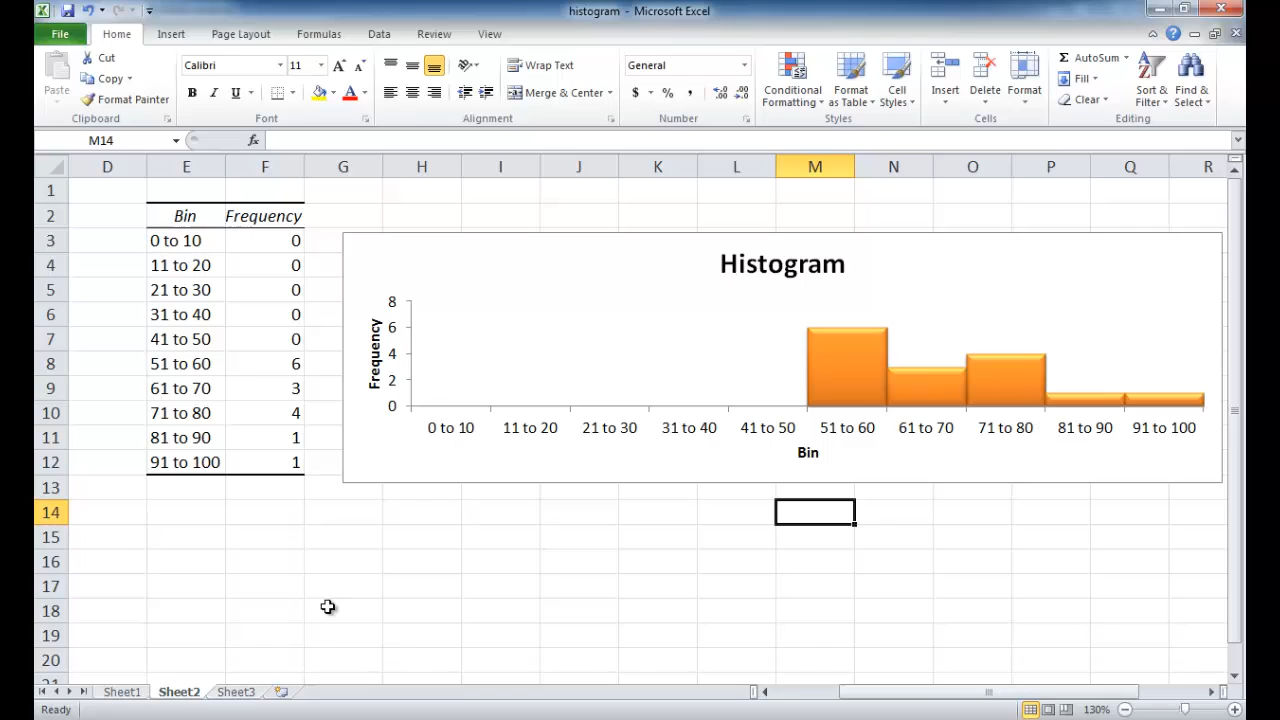 histogram - Microsoft Excel
File Home Insert Page Layout Formulas Data Review View
Paste
Cut
Copy
Format Painter
Clipboard
Calibri 11
B I U A
Font
Wrap Text
Merge & Center
Alignment
General
$ % ,
Number
Conditional Formatting
Format as Table
Cell Styles
Styles
Insert Delete Format
Cells
AutoSum
Fill
Clear
Sort & Filter
Find & Select
Editing
M14 fx
D E F G H I J K L M N O P Q R
1
2 Bin Frequency
3 0 to 10 0
4 11 to 20 0
5 21 to 30 0
6 31 to 40 0
7 41 to 50 0
8 51 to 60 6
9 61 to 70 3
10 71 to 80 4
11 81 to 90 1
12 91 to 100 1
13
14
15
16
17
18
19
20
21
Histogram
Frequency
8
6
4
2
0
0 to 10 11 to 20 21 to 30 31 to 40 41 to 50 51 to 60 61 to 70 71 to 80 81 to 90 91 to 100
Bin
Sheet1 Sheet2 Sheet3
Ready 130%